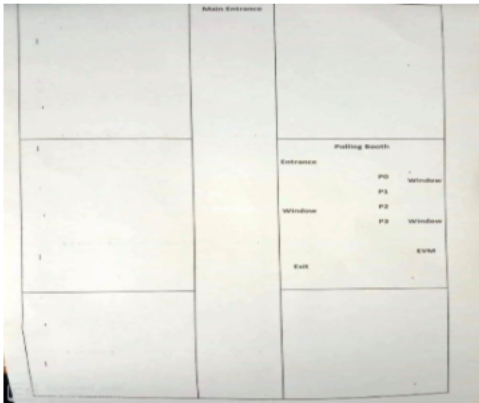 Main Entrance
Polling Booth
Entrance
P0
Window
P1
P2
Window
P3
Window
EVM
Exit